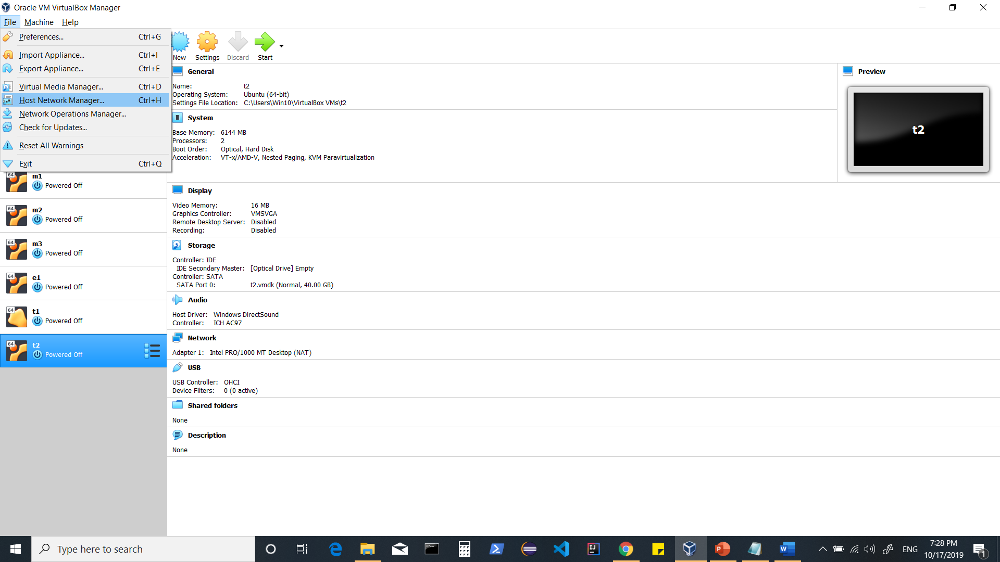 Oracle VM VirtualBox Manager
File Machine Help
Preferences... Ctrl+G
Import Appliance... Ctrl+I
Export Appliance... Ctrl+E
Virtual Media Manager... Ctrl+D
Host Network Manager... Ctrl+H
Network Operations Manager...
Check for Updates...
Reset All Warnings
Exit Ctrl+Q
New Settings Discard Start
64 m1
Powered Off
64 m2
Powered Off
64 m3
Powered Off
64 e1
Powered Off
64 t1
Powered Off
64 t2
Powered Off
General
Name: t2
Operating System: Ubuntu (64-bit)
Settings File Location: C:\Users\Win10\VirtualBox VMs\t2
System
Base Memory: 6144 MB
Processors: 2
Boot Order: Optical, Hard Disk
Acceleration: VT-x/AMD-V, Nested Paging, KVM Paravirtualization
Preview
t2
Display
Video Memory: 16 MB
Graphics Controller: VMSVGA
Remote Desktop Server: Disabled
Recording: Disabled
Storage
Controller: IDE
IDE Secondary Master: [Optical Drive] Empty
Controller: SATA
SATA Port 0: t2.vmdk (Normal, 40.00 GB)
Audio
Host Driver: Windows DirectSound
Controller: ICH AC97
Network
Adapter 1: Intel PRO/1000 MT Desktop (NAT)
USB
USB Controller: OHCI
Device Filters: 0 (0 active)
Shared folders
None
Description
None
Type here to search
IJ
P
W
ENG
7:28 PM
10/17/2019
1